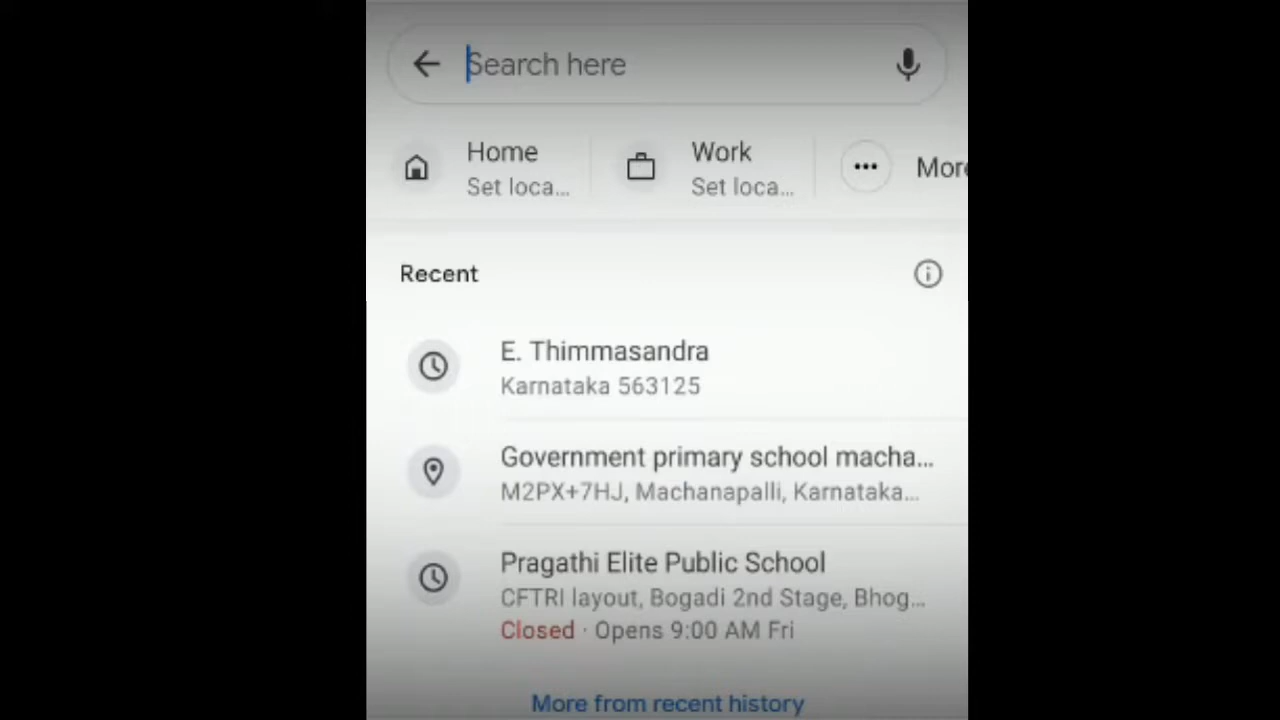 Search here
Home
Set loca...
Work
Set loca...
More
Recent
E. Thimmasandra
Karnataka 563125
Government primary school macha...
M2PX+7HJ, Machanapalli, Karnataka...
Pragathi Elite Public School
CFTRI layout, Bogadi 2nd Stage, Bhog...
Closed · Opens 9:00 AM Fri
More from recent history